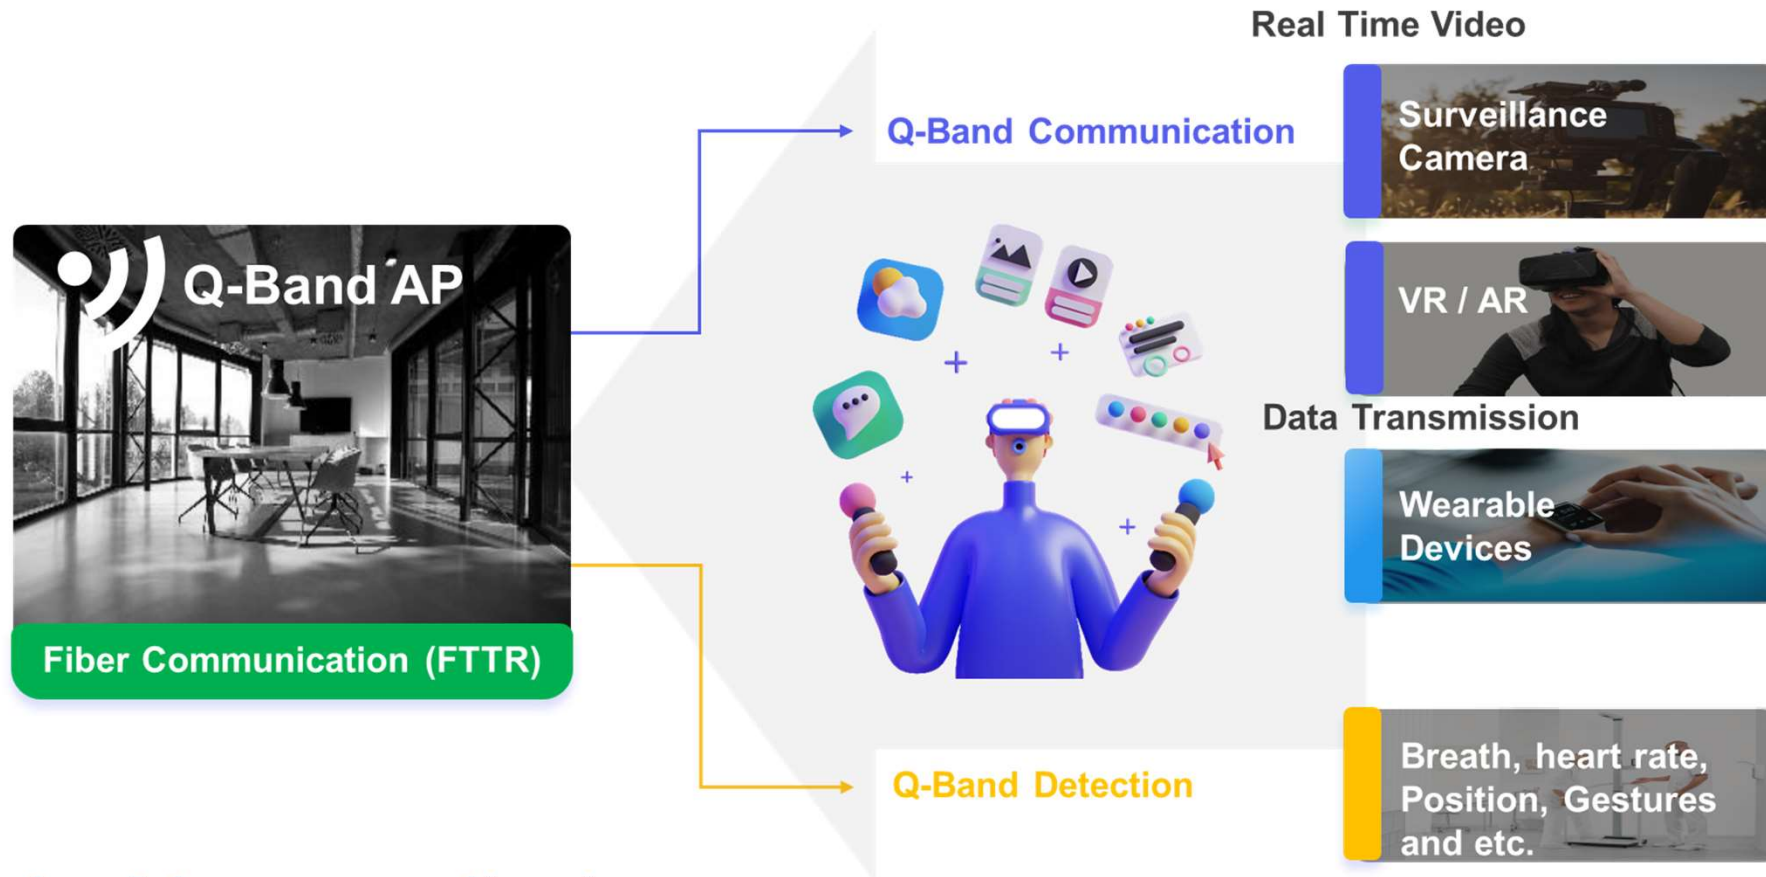 Real Time Video
Q-Band Communication
Surveillance
Camera
Q-Band AP
VR / AR
Data Transmission
Wearable
Devices
Fiber Communication (FTTR)
Q-Band Detection
Breath, heart rate,
Position, Gestures
and etc.